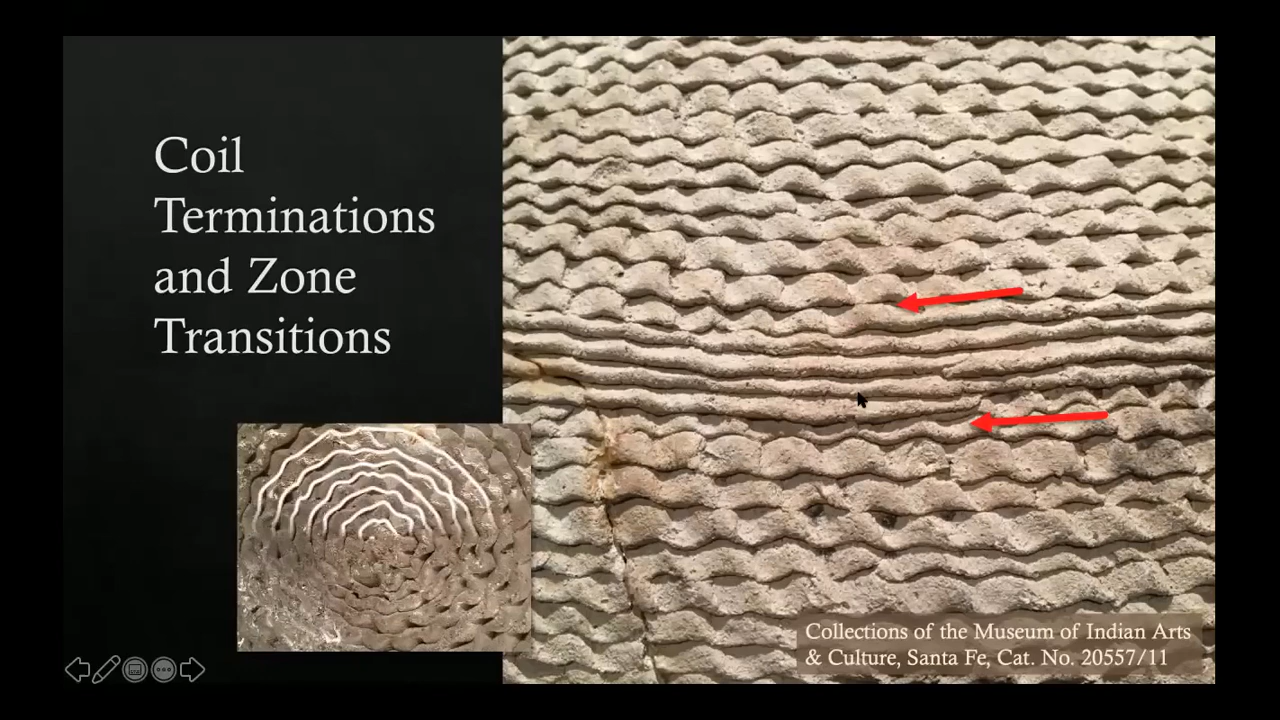 Coil
Terminations
and Zone
Transitions
Collections of the Museum of Indian Arts
& Culture, Santa Fe, Cat. No. 20557/11